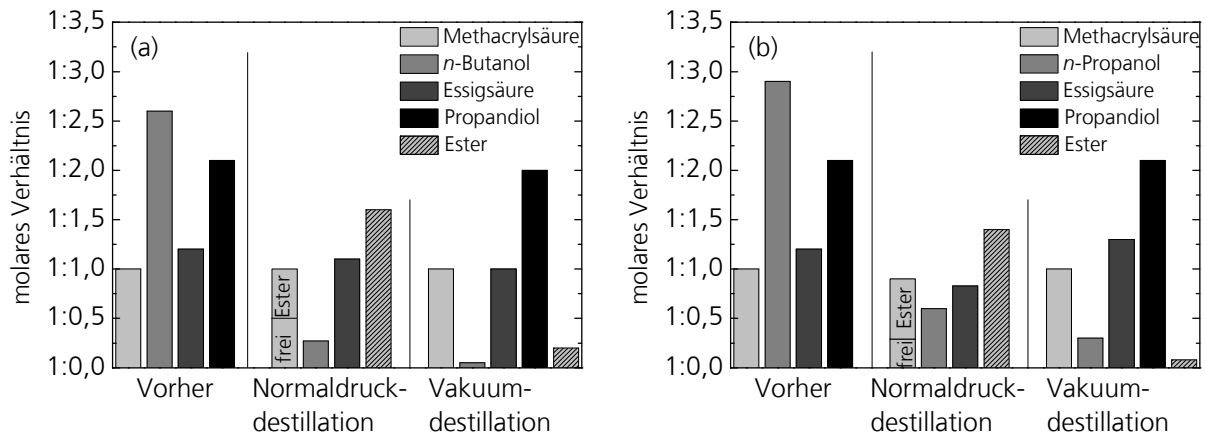 (a)
molares Verhältnis
1:3,5
1:3,0
1:2,5
1:2,0
1:1,5
1:1,0
1:0,5
1:0,0
Methacrylsäure
n-Butanol
Essigsäure
Propandiol
Ester
frei
Ester
Vorher
Normaldruck-
destillation
Vakuum-
destillation
(b)
molares Verhältnis
1:3,5
1:3,0
1:2,5
1:2,0
1:1,5
1:1,0
1:0,5
1:0,0
Methacrylsäure
n-Propanol
Essigsäure
Propandiol
Ester
frei
Ester
Vorher
Normaldruck-
destillation
Vakuum-
destillation